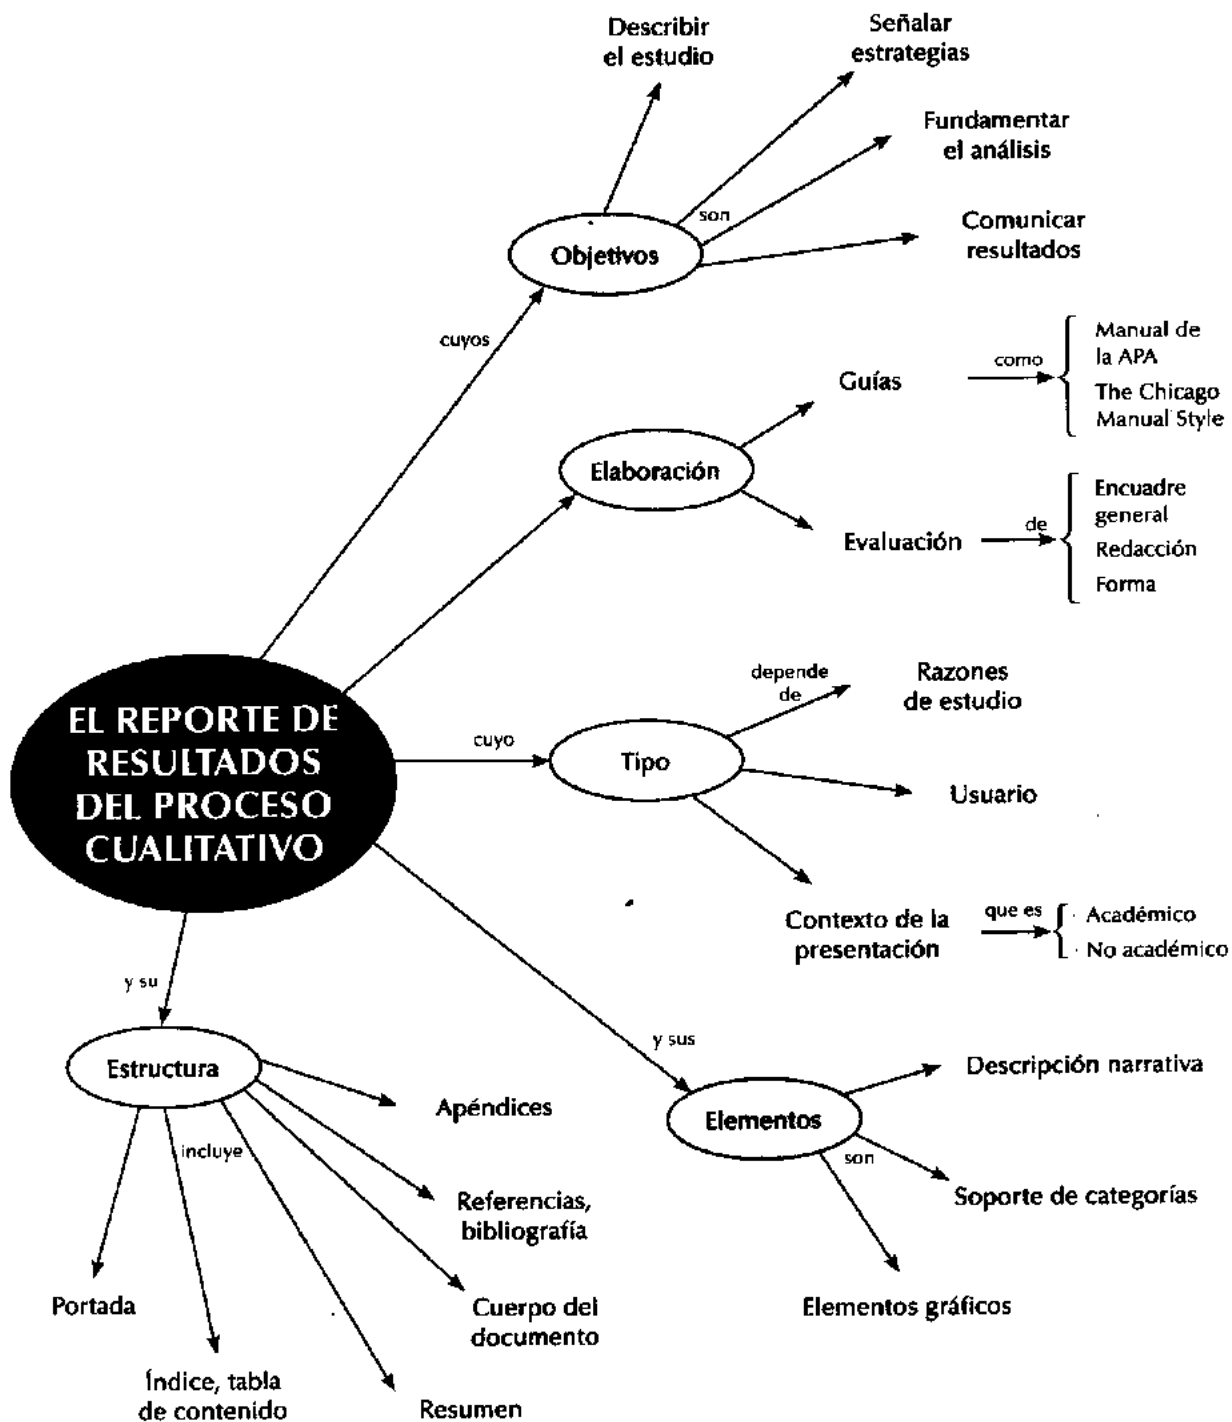 Describir
el estudio
Señalar
estrategias
Fundamentar
el análisis
son
Comunicar
resultados
Objetivos
cuyos
Guías
como
Manual de
la APA
The Chicago
Manual Style
Elaboración
Evaluación
de
Encuadre
general
Redacción
Forma
EL REPORTE DE
RESULTADOS
DEL PROCESO
CUALITATIVO
cuyo
Tipo
depende
de
Razones
de estudio
Usuario
Contexto de la
presentación
que es
· Académico
· No académico
y su
Estructura
incluye
Apéndices
Referencias,
bibliografía
Cuerpo del
documento
Portada
Índice, tabla
de contenido
Resumen
y sus
Elementos
son
Descripción narrativa
Soporte de categorías
Elementos gráficos